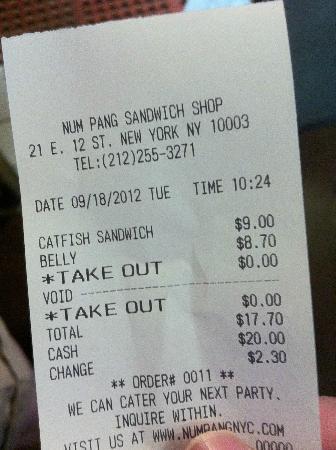 NUM PANG SANDWICH SHOP
21 E. 12 ST. NEW YORK NY 10003
TEL:(212)255-3271
DATE 09/18/2012 TUE TIME 10:24
CATFISH SANDWICH $9.00
BELLY $8.70
*TAKE OUT $0.00
VOID --------------------
*TAKE OUT $0.00
TOTAL $17.70
CASH $20.00
CHANGE $2.30
** ORDER# 0011 **
WE CAN CATER YOUR NEXT PARTY.
INQUIRE WITHIN.
VISIT US AT WWW.NUMPANGNYC.COM